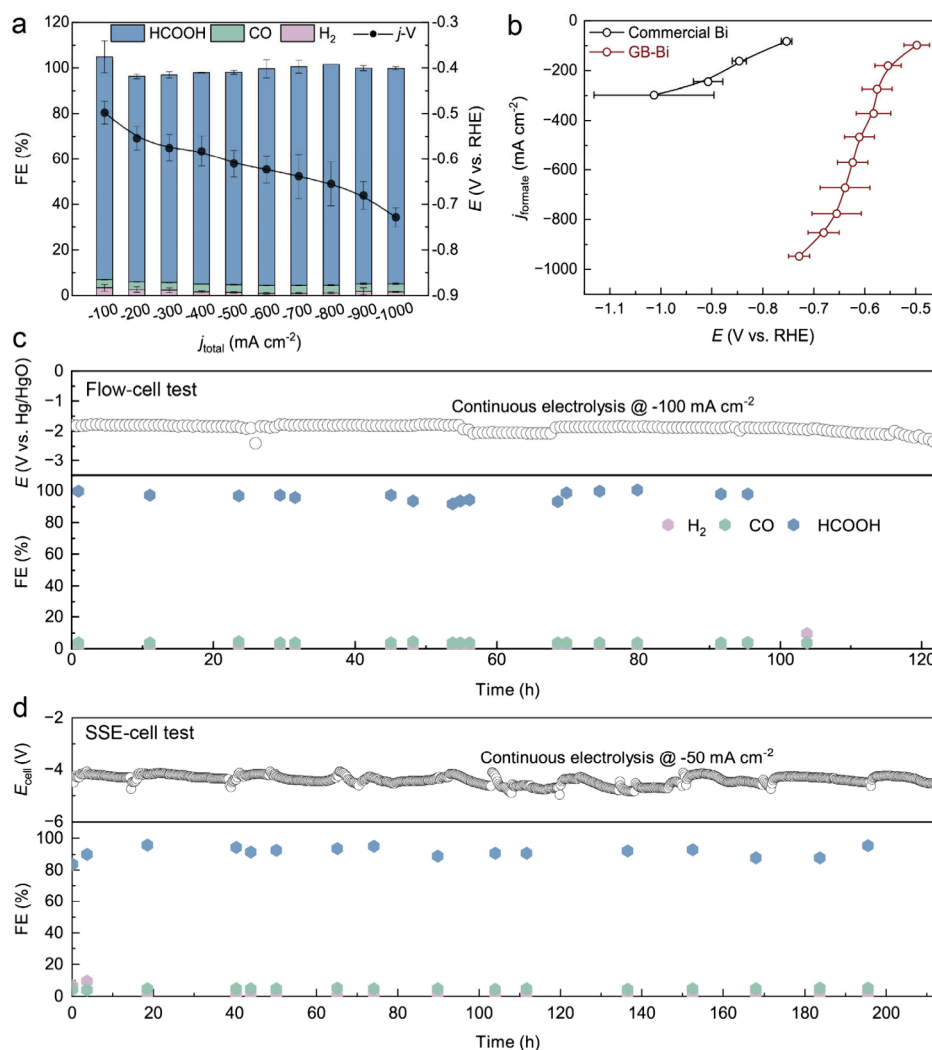 a
HCOOH CO H2 j-V
100
80
60
40
20
0
FE (%)
-0.3
-0.4
-0.5
-0.6
-0.7
-0.8
-0.9
E (V vs. RHE)
-100 -200 -300 -400 -500 -600 -700 -800 -900 -1000
jtotal (mA cm-2)
b
Commercial Bi
GB-Bi
0
−200
−400
−600
−800
−1000
jformate (mA cm-2)
−1.1 −1.0 −0.9 −0.8 −0.7 −0.6 −0.5
E (V vs. RHE)
c
Flow-cell test
Continuous electrolysis @ -100 mA cm-2
0
−1
−2
−3
E (V vs. Hg/HgO)
100
80
60
40
20
0
FE (%)
H2 CO HCOOH
0 20 40 60 80 100 120
Time (h)
d
SSE-cell test
Continuous electrolysis @ -50 mA cm-2
−2
−4
−6
Ecell (V)
100
80
60
40
20
0
FE (%)
0 20 40 60 80 100 120 140 160 180 200
Time (h)